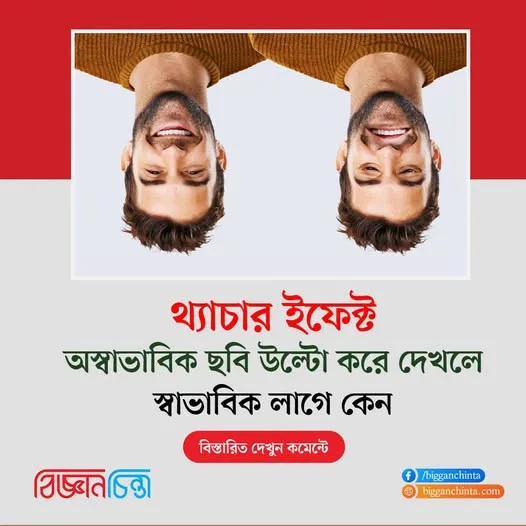 থ্যাচার ইফেক্ট
অস্বাভাবিক ছবি উল্টো করে দেখলে
স্বাভাবিক লাগে কেন
বিস্তারিত দেখুন কমেন্টে
বিজ্ঞানচিন্তা
/bigganchinta
bigganchinta.com